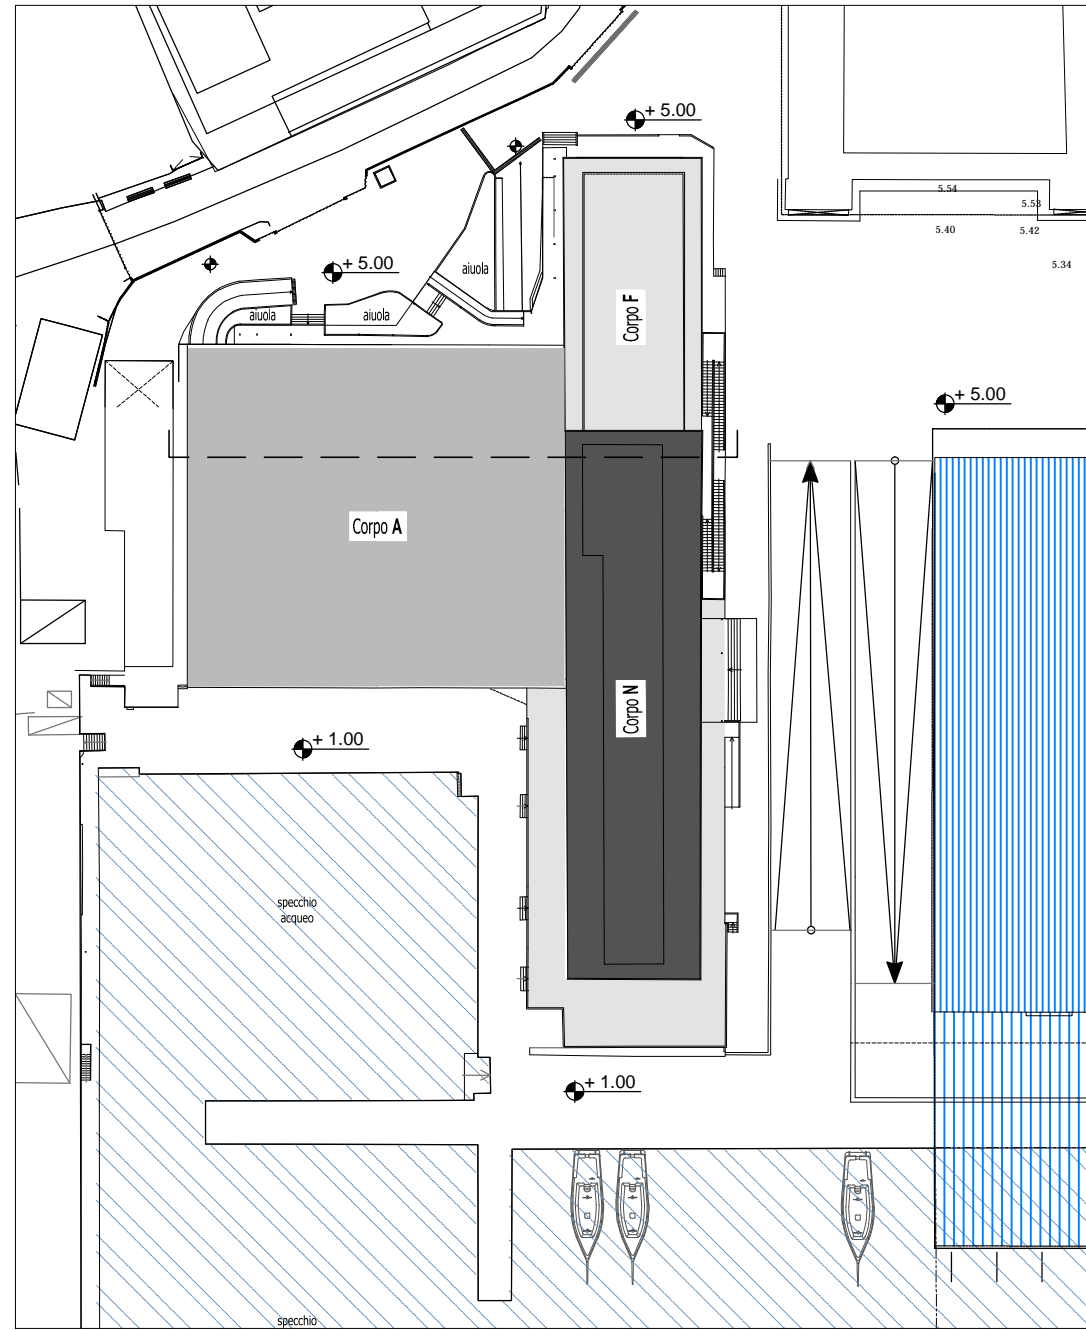 + 5.00
5.54
5.53
5.40
5.42
5.34
+ 5.00
aiuola
aiuola
aiuola
Corpo F
+ 5.00
Corpo A
Corpo N
+ 1.00
specchio
acqueo
+ 1.00
specchio